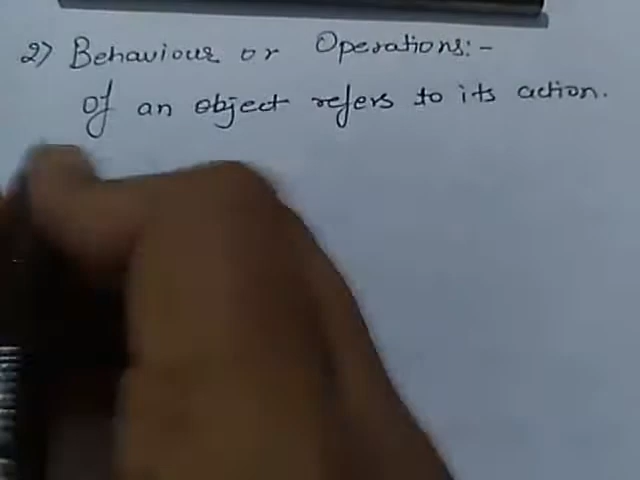 2) Behaviour or Operations:-
Of an object refers to its action.